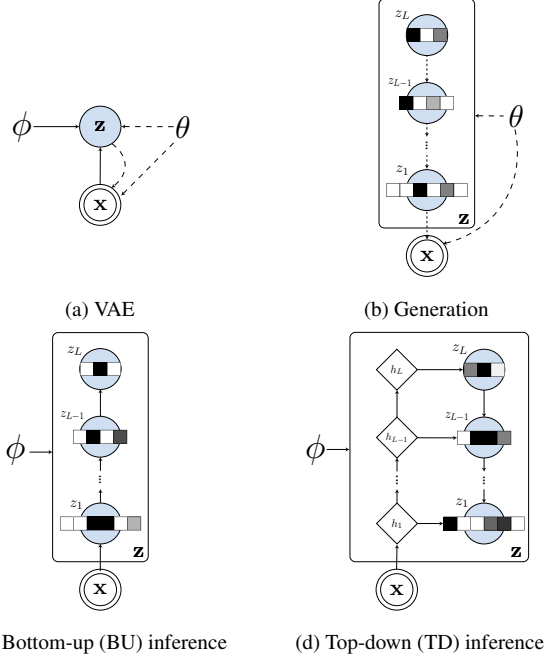 ϕ
z
θ
x
(a) VAE
z_L
z_{L−1}
⋮
z_1
z
θ
x
(b) Generation
z_L
z_{L−1}
⋮
z_1
z
ϕ
x
Bottom-up (BU) inference
h_L
z_L
h_{L−1}
z_{L−1}
⋮
⋮
h_1
z_1
z
ϕ
x
(d) Top-down (TD) inference